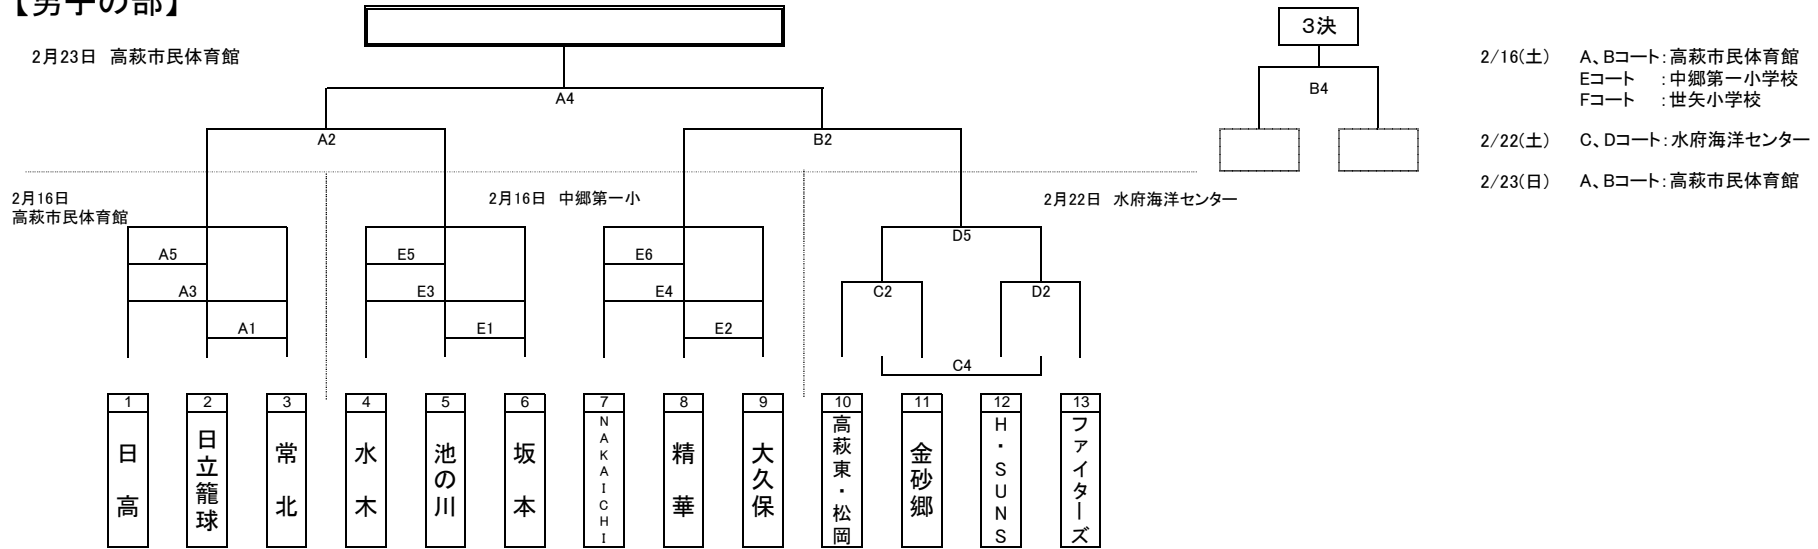 【男子の部】
2月23日 高萩市民体育館
3決
B4
2/16(土) A、Bコート:高萩市民体育館
Eコート :中郷第一小学校
Fコート :世矢小学校
2/22(土) C、Dコート:水府海洋センター
2/23(日) A、Bコート:高萩市民体育館
A4
A2
B2
2月16日
高萩市民体育館
2月16日 中郷第一小
2月22日 水府海洋センター
A5
E5
E6
D5
A3
E3
E4
C2
D2
A1
E1
E2
C4
1
日高
2
日立籠球
3
常北
4
水木
5
池の川
6
坂本
7
NAKAICHI
8
精華
9
大久保
10
高萩東・松岡
11
金砂郷
12
H・SUNS
13
ファイターズ